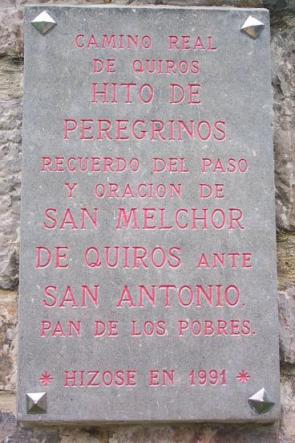 CAMINO REAL
DE QUIROS
HITO DE
PEREGRINOS
RECUERDO DEL PASO
Y ORACION DE
SAN MELCHOR
DE QUIROS ANTE
SAN ANTONIO.
PAN DE LOS POBRES.
* HIZOSE EN 1991 *